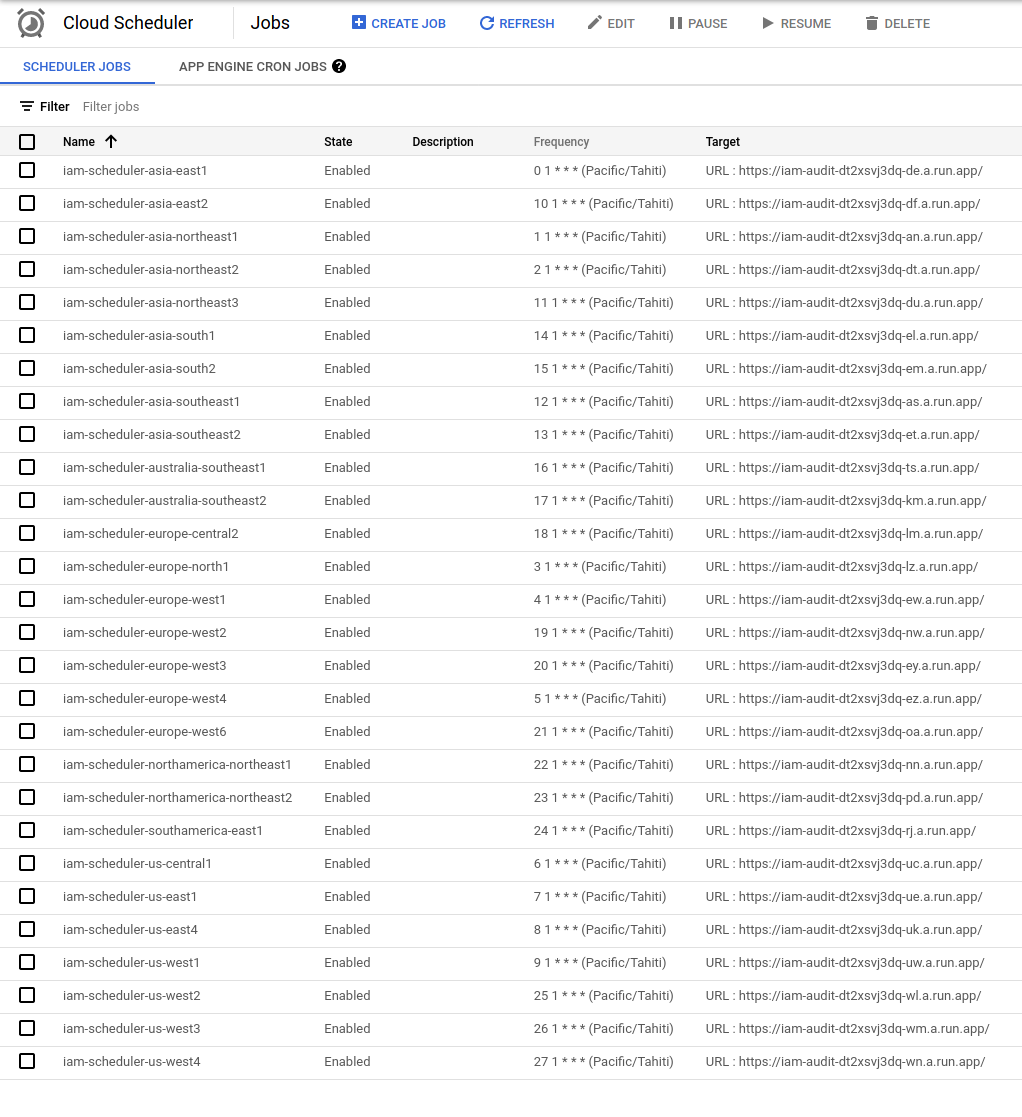 Cloud Scheduler Jobs CREATE JOB REFRESH EDIT PAUSE RESUME DELETE
SCHEDULER JOBS APP ENGINE CRON JOBS ?
Filter Filter jobs
Name State Description Frequency Target
iam-scheduler-asia-east1 Enabled 0 1 * * * (Pacific/Tahiti) URL : https://iam-audit-dt2xsvj3dq-de.a.run.app/
iam-scheduler-asia-east2 Enabled 10 1 * * * (Pacific/Tahiti) URL : https://iam-audit-dt2xsvj3dq-df.a.run.app/
iam-scheduler-asia-northeast1 Enabled 1 1 * * * (Pacific/Tahiti) URL : https://iam-audit-dt2xsvj3dq-an.a.run.app/
iam-scheduler-asia-northeast2 Enabled 2 1 * * * (Pacific/Tahiti) URL : https://iam-audit-dt2xsvj3dq-dt.a.run.app/
iam-scheduler-asia-northeast3 Enabled 11 1 * * * (Pacific/Tahiti) URL : https://iam-audit-dt2xsvj3dq-du.a.run.app/
iam-scheduler-asia-south1 Enabled 14 1 * * * (Pacific/Tahiti) URL : https://iam-audit-dt2xsvj3dq-el.a.run.app/
iam-scheduler-asia-south2 Enabled 15 1 * * * (Pacific/Tahiti) URL : https://iam-audit-dt2xsvj3dq-em.a.run.app/
iam-scheduler-asia-southeast1 Enabled 12 1 * * * (Pacific/Tahiti) URL : https://iam-audit-dt2xsvj3dq-as.a.run.app/
iam-scheduler-asia-southeast2 Enabled 13 1 * * * (Pacific/Tahiti) URL : https://iam-audit-dt2xsvj3dq-et.a.run.app/
iam-scheduler-australia-southeast1 Enabled 16 1 * * * (Pacific/Tahiti) URL : https://iam-audit-dt2xsvj3dq-ts.a.run.app/
iam-scheduler-australia-southeast2 Enabled 17 1 * * * (Pacific/Tahiti) URL : https://iam-audit-dt2xsvj3dq-km.a.run.app/
iam-scheduler-europe-central2 Enabled 18 1 * * * (Pacific/Tahiti) URL : https://iam-audit-dt2xsvj3dq-lm.a.run.app/
iam-scheduler-europe-north1 Enabled 3 1 * * * (Pacific/Tahiti) URL : https://iam-audit-dt2xsvj3dq-lz.a.run.app/
iam-scheduler-europe-west1 Enabled 4 1 * * * (Pacific/Tahiti) URL : https://iam-audit-dt2xsvj3dq-ew.a.run.app/
iam-scheduler-europe-west2 Enabled 19 1 * * * (Pacific/Tahiti) URL : https://iam-audit-dt2xsvj3dq-nw.a.run.app/
iam-scheduler-europe-west3 Enabled 20 1 * * * (Pacific/Tahiti) URL : https://iam-audit-dt2xsvj3dq-ey.a.run.app/
iam-scheduler-europe-west4 Enabled 5 1 * * * (Pacific/Tahiti) URL : https://iam-audit-dt2xsvj3dq-ez.a.run.app/
iam-scheduler-europe-west6 Enabled 21 1 * * * (Pacific/Tahiti) URL : https://iam-audit-dt2xsvj3dq-oa.a.run.app/
iam-scheduler-northamerica-northeast1 Enabled 22 1 * * * (Pacific/Tahiti) URL : https://iam-audit-dt2xsvj3dq-nn.a.run.app/
iam-scheduler-northamerica-northeast2 Enabled 23 1 * * * (Pacific/Tahiti) URL : https://iam-audit-dt2xsvj3dq-pd.a.run.app/
iam-scheduler-southamerica-east1 Enabled 24 1 * * * (Pacific/Tahiti) URL : https://iam-audit-dt2xsvj3dq-rj.a.run.app/
iam-scheduler-us-central1 Enabled 6 1 * * * (Pacific/Tahiti) URL : https://iam-audit-dt2xsvj3dq-uc.a.run.app/
iam-scheduler-us-east1 Enabled 7 1 * * * (Pacific/Tahiti) URL : https://iam-audit-dt2xsvj3dq-ue.a.run.app/
iam-scheduler-us-east4 Enabled 8 1 * * * (Pacific/Tahiti) URL : https://iam-audit-dt2xsvj3dq-uk.a.run.app/
iam-scheduler-us-west1 Enabled 9 1 * * * (Pacific/Tahiti) URL : https://iam-audit-dt2xsvj3dq-uw.a.run.app/
iam-scheduler-us-west2 Enabled 25 1 * * * (Pacific/Tahiti) URL : https://iam-audit-dt2xsvj3dq-wl.a.run.app/
iam-scheduler-us-west3 Enabled 26 1 * * * (Pacific/Tahiti) URL : https://iam-audit-dt2xsvj3dq-wm.a.run.app/
iam-scheduler-us-west4 Enabled 27 1 * * * (Pacific/Tahiti) URL : https://iam-audit-dt2xsvj3dq-wn.a.run.app/